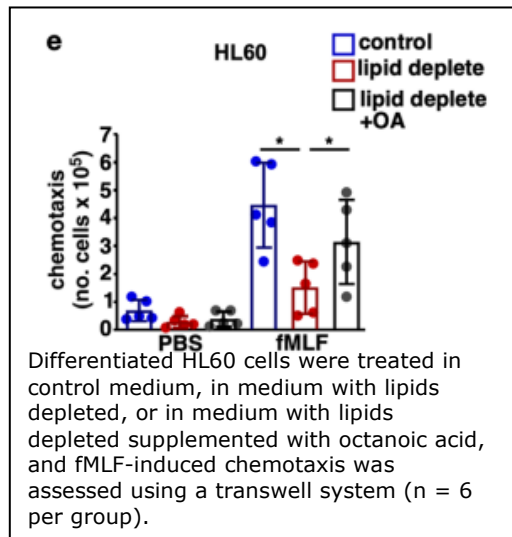 e
HL60
control
lipid deplete
lipid deplete
+OA
chemotaxis
(no. cells x 10⁵)
7
6
5
4
3
2
1
0
* *
PBS fMLF
Differentiated HL60 cells were treated in
control medium, in medium with lipids
depleted, or in medium with lipids
depleted supplemented with octanoic acid,
and fMLF-induced chemotaxis was
assessed using a transwell system (n = 6
per group).